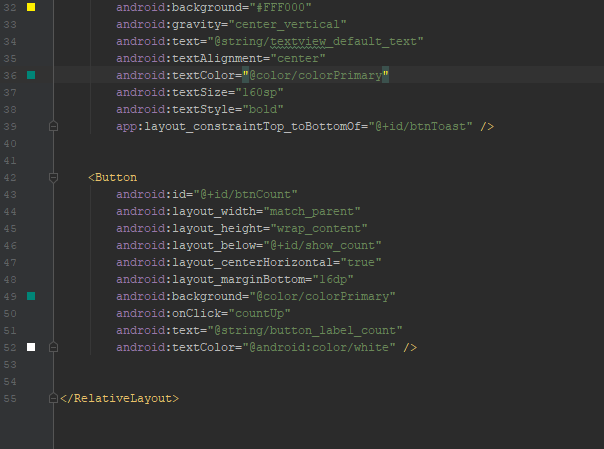 32 android:background="#FFF000"
33 android:gravity="center_vertical"
34 android:text="@string/textview_default_text"
35 android:textAlignment="center"
36 android:textColor="@color/colorPrimary"
37 android:textSize="160sp"
38 android:textStyle="bold"
39 app:layout_constraintTop_toBottomOf="@+id/btnToast" />
40
41
42 <Button
43 android:id="@+id/btnCount"
44 android:layout_width="match_parent"
45 android:layout_height="wrap_content"
46 android:layout_below="@+id/show_count"
47 android:layout_centerHorizontal="true"
48 android:layout_marginBottom="16dp"
49 android:background="@color/colorPrimary"
50 android:onClick="countUp"
51 android:text="@string/button_label_count"
52 android:textColor="@android:color/white" />
53
54
55 </RelativeLayout>